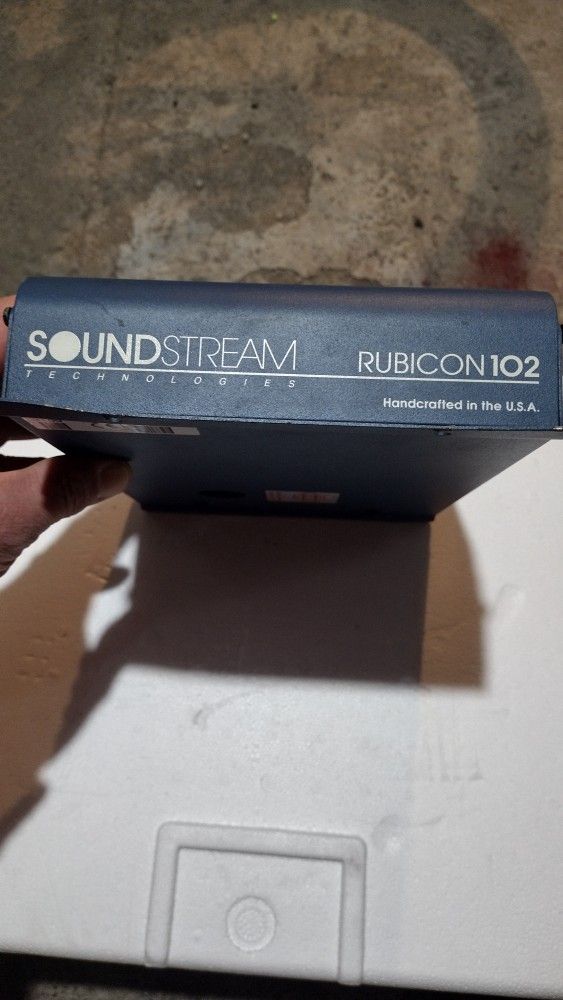 SOUNDSTREAM
TECHNOLOGIES
RUBICON 102
Handcrafted in the U.S.A.